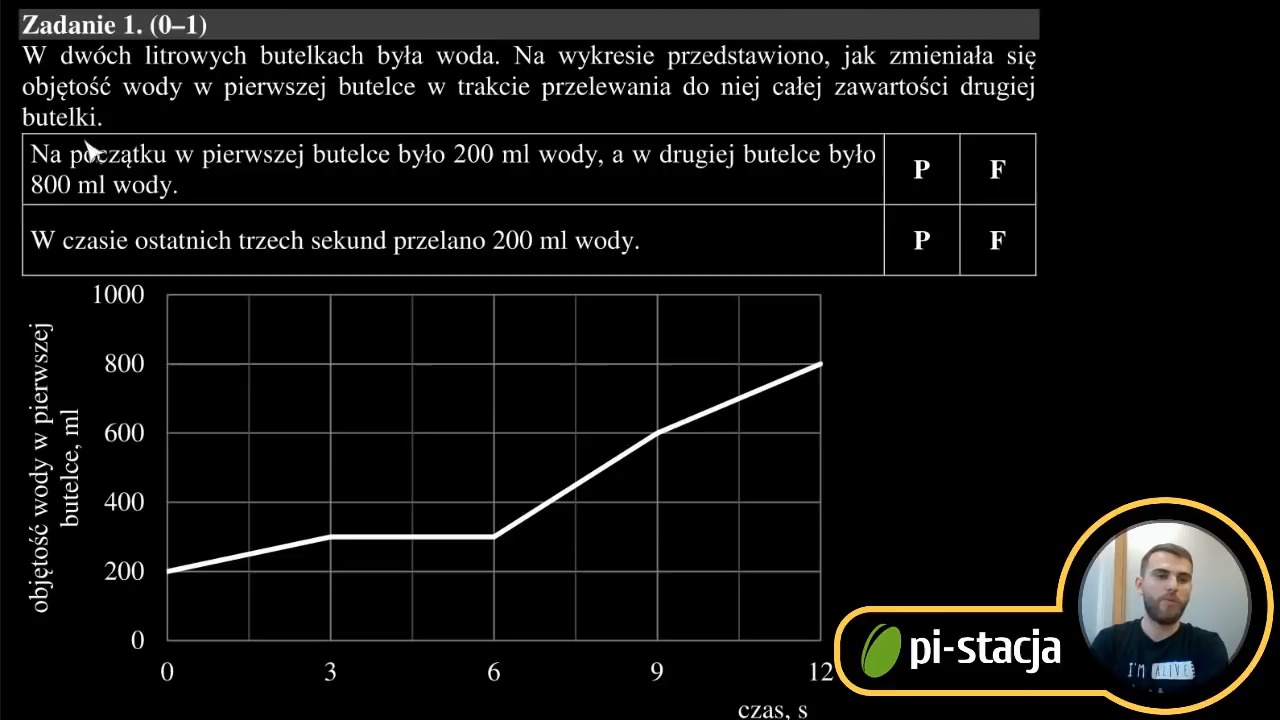 Zadanie 1. (0–1)
W dwóch litrowych butelkach była woda. Na wykresie przedstawiono, jak zmieniała się
objętość wody w pierwszej butelce w trakcie przelewania do niej całej zawartości drugiej
butelki.
Na początku w pierwszej butelce było 200 ml wody, a w drugiej butelce było
800 ml wody.
P F
W czasie ostatnich trzech sekund przelano 200 ml wody.
P F
objętość wody w pierwszej
butelce, ml
1000
800
600
400
200
0
0 3 6 9 12
czas, s
pi-stacja
I'M ALIVE